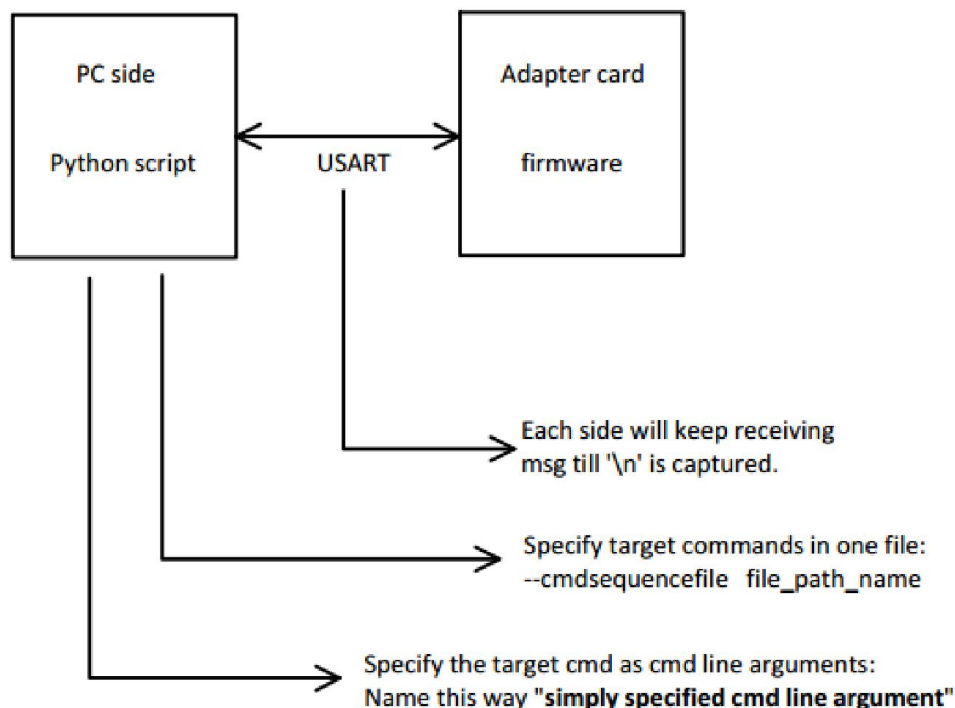 PC side
Python script
USART
Adapter card
firmware
Each side will keep receiving
msg till '\n' is captured.
Specify target commands in one file:
--cmdsequencefile file_path_name
Specify the target cmd as cmd line arguments:
Name this way "simply specified cmd line argument"